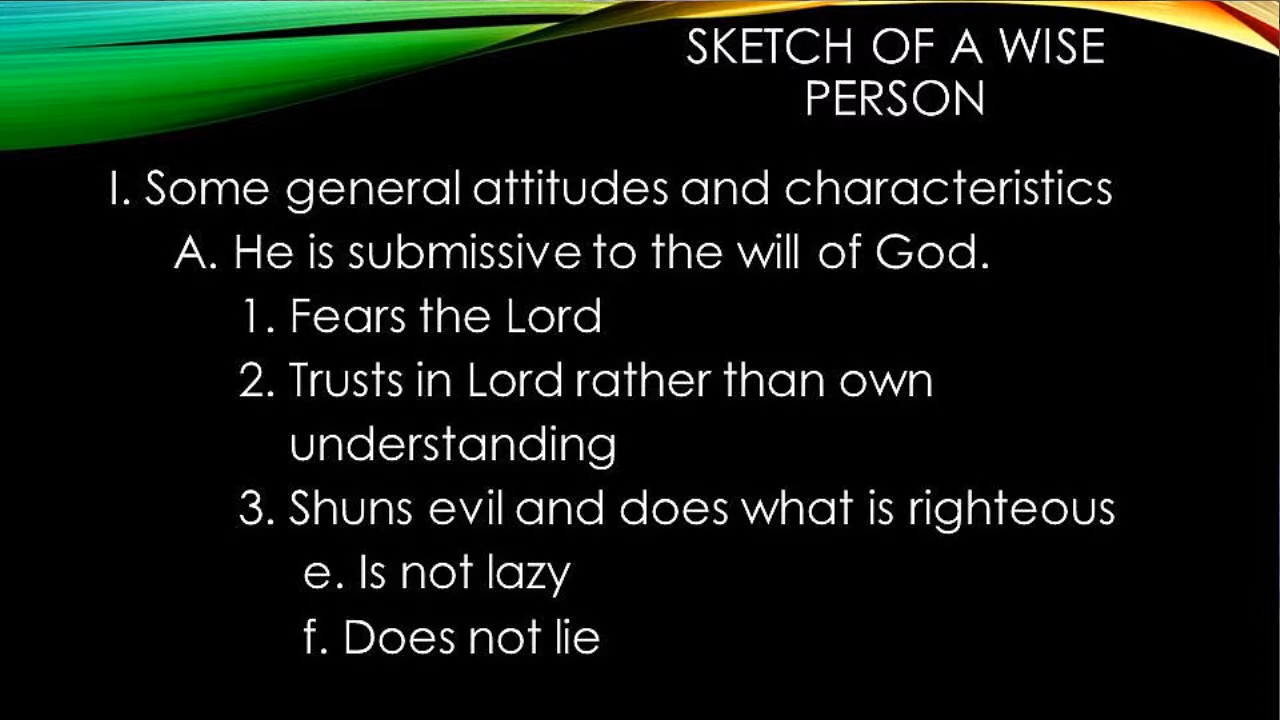 SKETCH OF A WISE
PERSON
I. Some general attitudes and characteristics
A. He is submissive to the will of God.
1. Fears the Lord
2. Trusts in Lord rather than own
understanding
3. Shuns evil and does what is righteous
e. Is not lazy
f. Does not lie